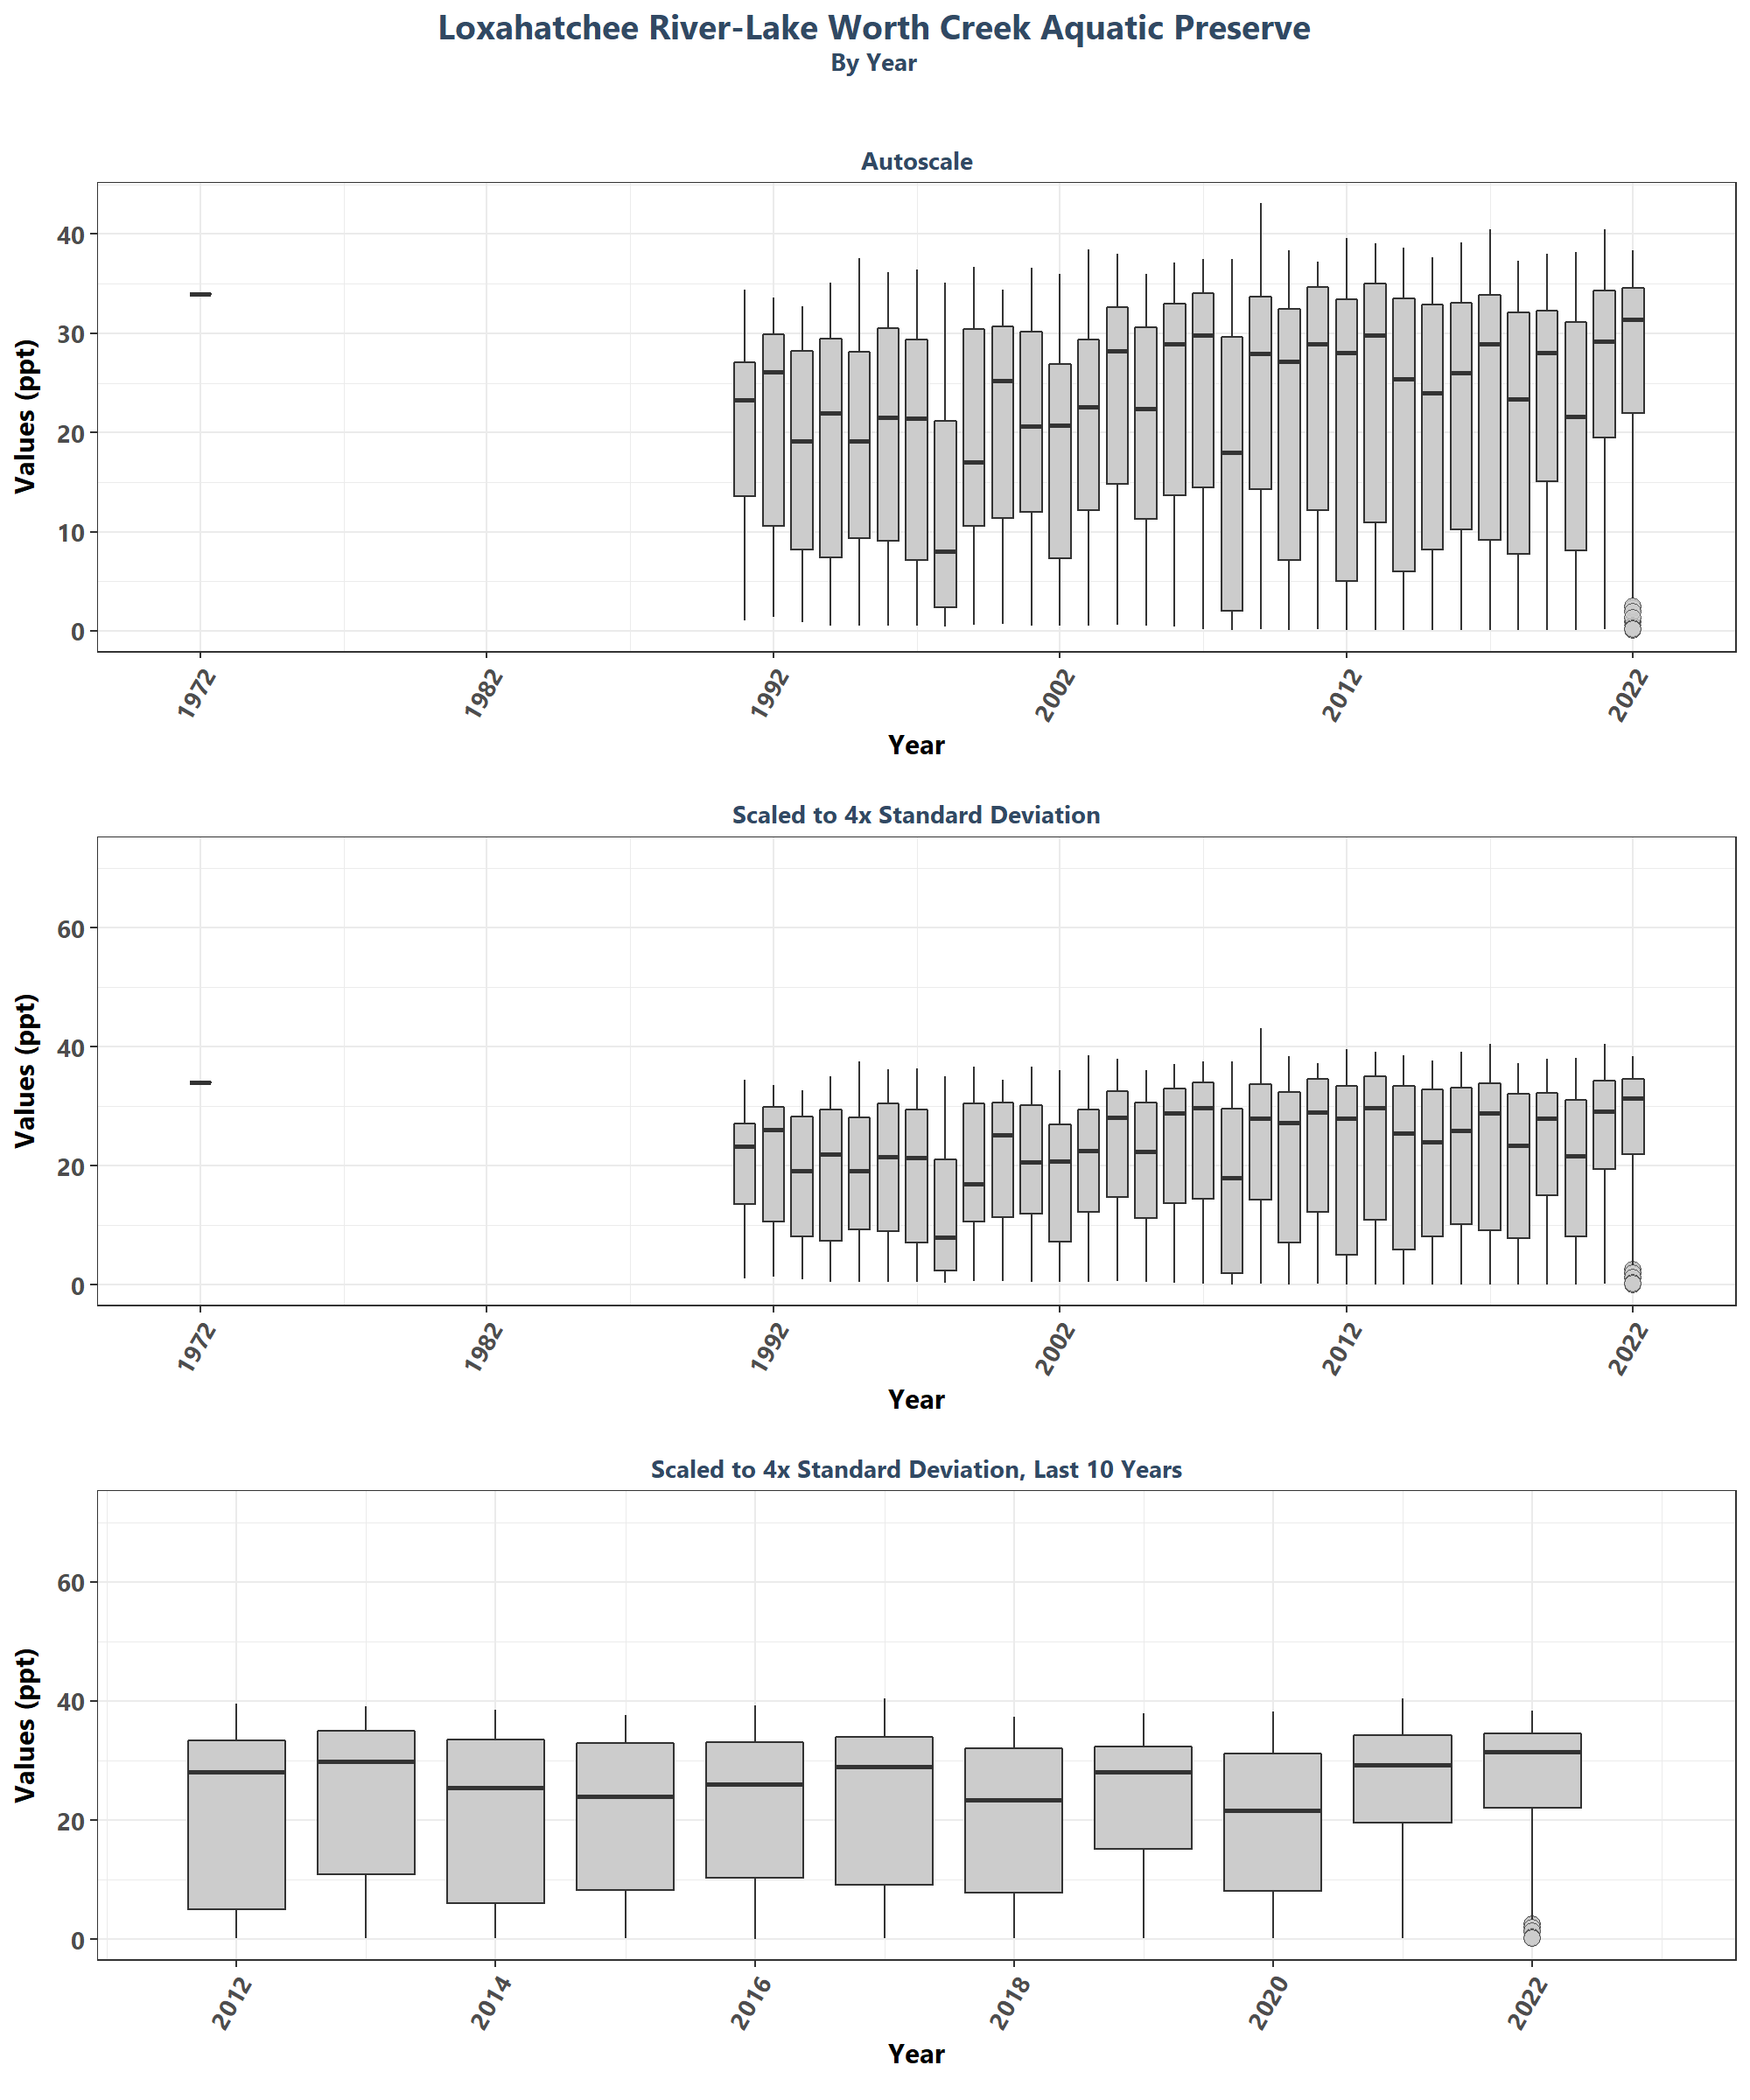 Loxahatchee River-Lake Worth Creek Aquatic Preserve
By Year
Autoscale
Values (ppt)
40
30
20
10
0
1972
1982
1992
2002
2012
2022
Year
Scaled to 4x Standard Deviation
Values (ppt)
60
40
20
0
1972
1982
1992
2002
2012
2022
Year
Scaled to 4x Standard Deviation, Last 10 Years
Values (ppt)
60
40
20
0
2012
2014
2016
2018
2020
2022
Year